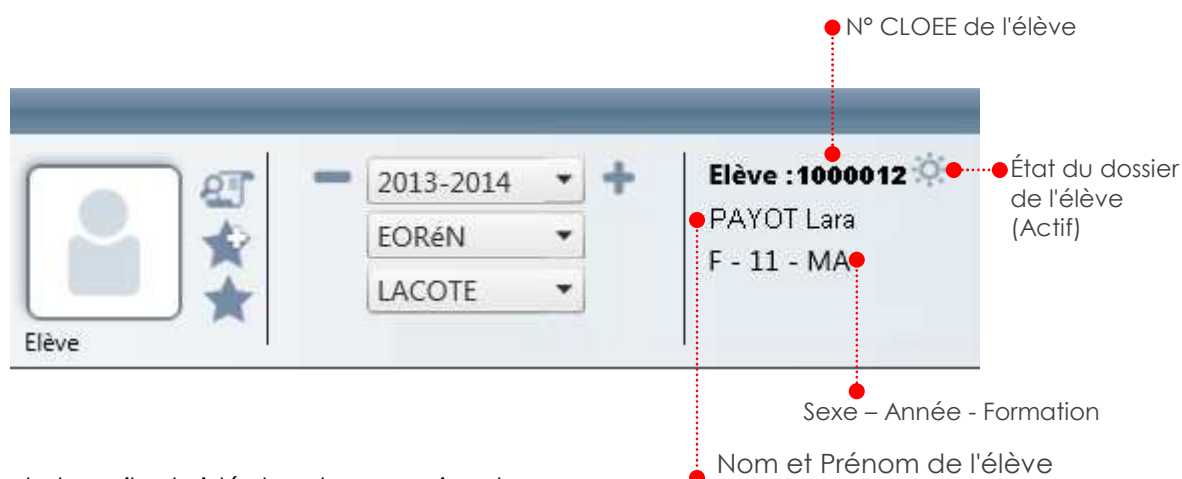 N° CLOEE de l'élève
2013-2014
EORéN
LACOTE
Elève
Elève :1000012
PAYOT Lara
F - 11 - MA
État du dossier
de l'élève
(Actif)
Sexe – Année - Formation
Nom et Prénom de l'élève